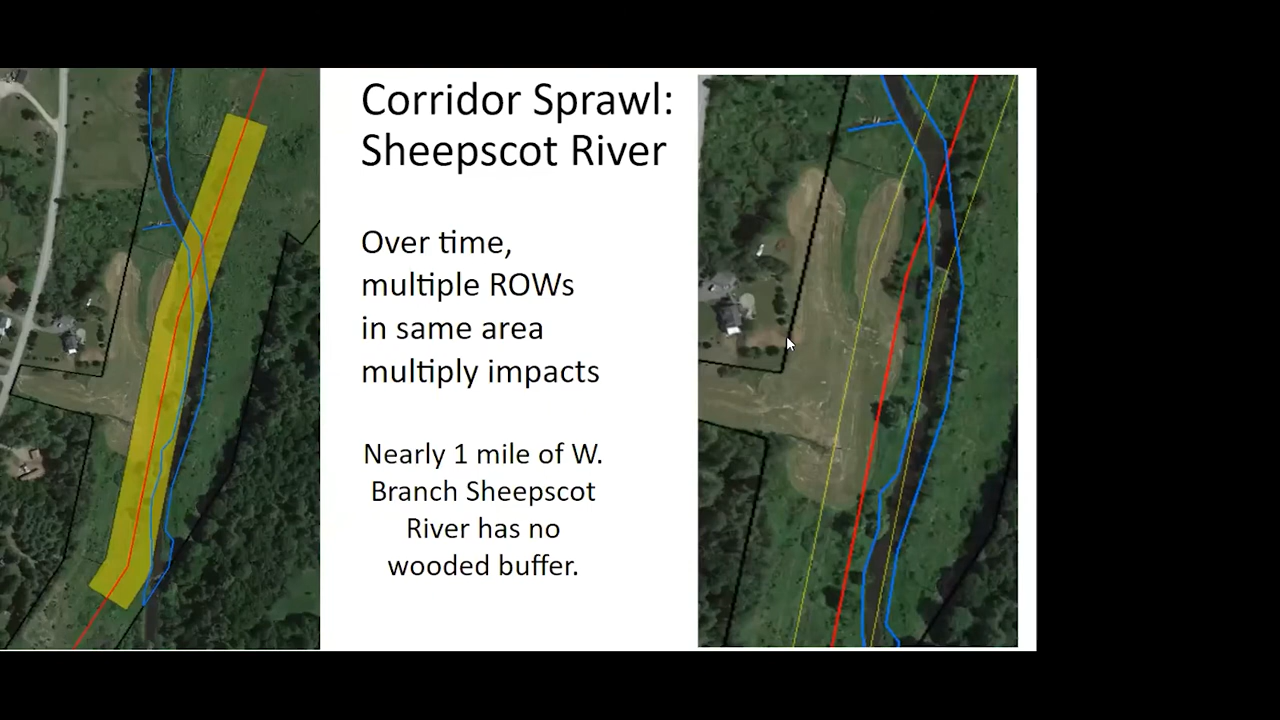 Corridor Sprawl:
Sheepscot River
Over time,
multiple ROWs
in same area
multiply impacts
Nearly 1 mile of W.
Branch Sheepscot
River has no
wooded buffer.